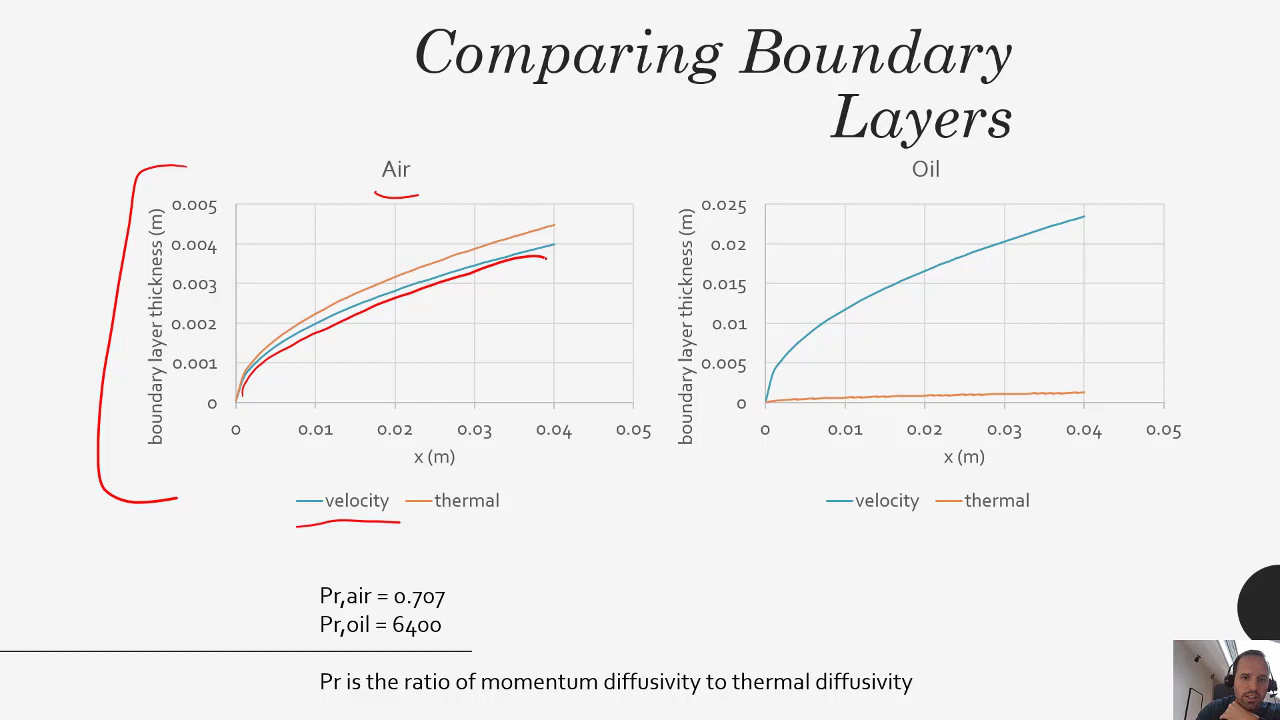 Comparing Boundary
Layers
Air
boundary layer thickness (m)
0.005
0.004
0.003
0.002
0.001
0
0 0.01 0.02 0.03 0.04 0.05
x (m)
velocity thermal
Oil
boundary layer thickness (m)
0.025
0.02
0.015
0.01
0.005
0
0 0.01 0.02 0.03 0.04 0.05
x (m)
velocity thermal
Pr,air = 0.707
Pr,oil = 6400
Pr is the ratio of momentum diffusivity to thermal diffusivity